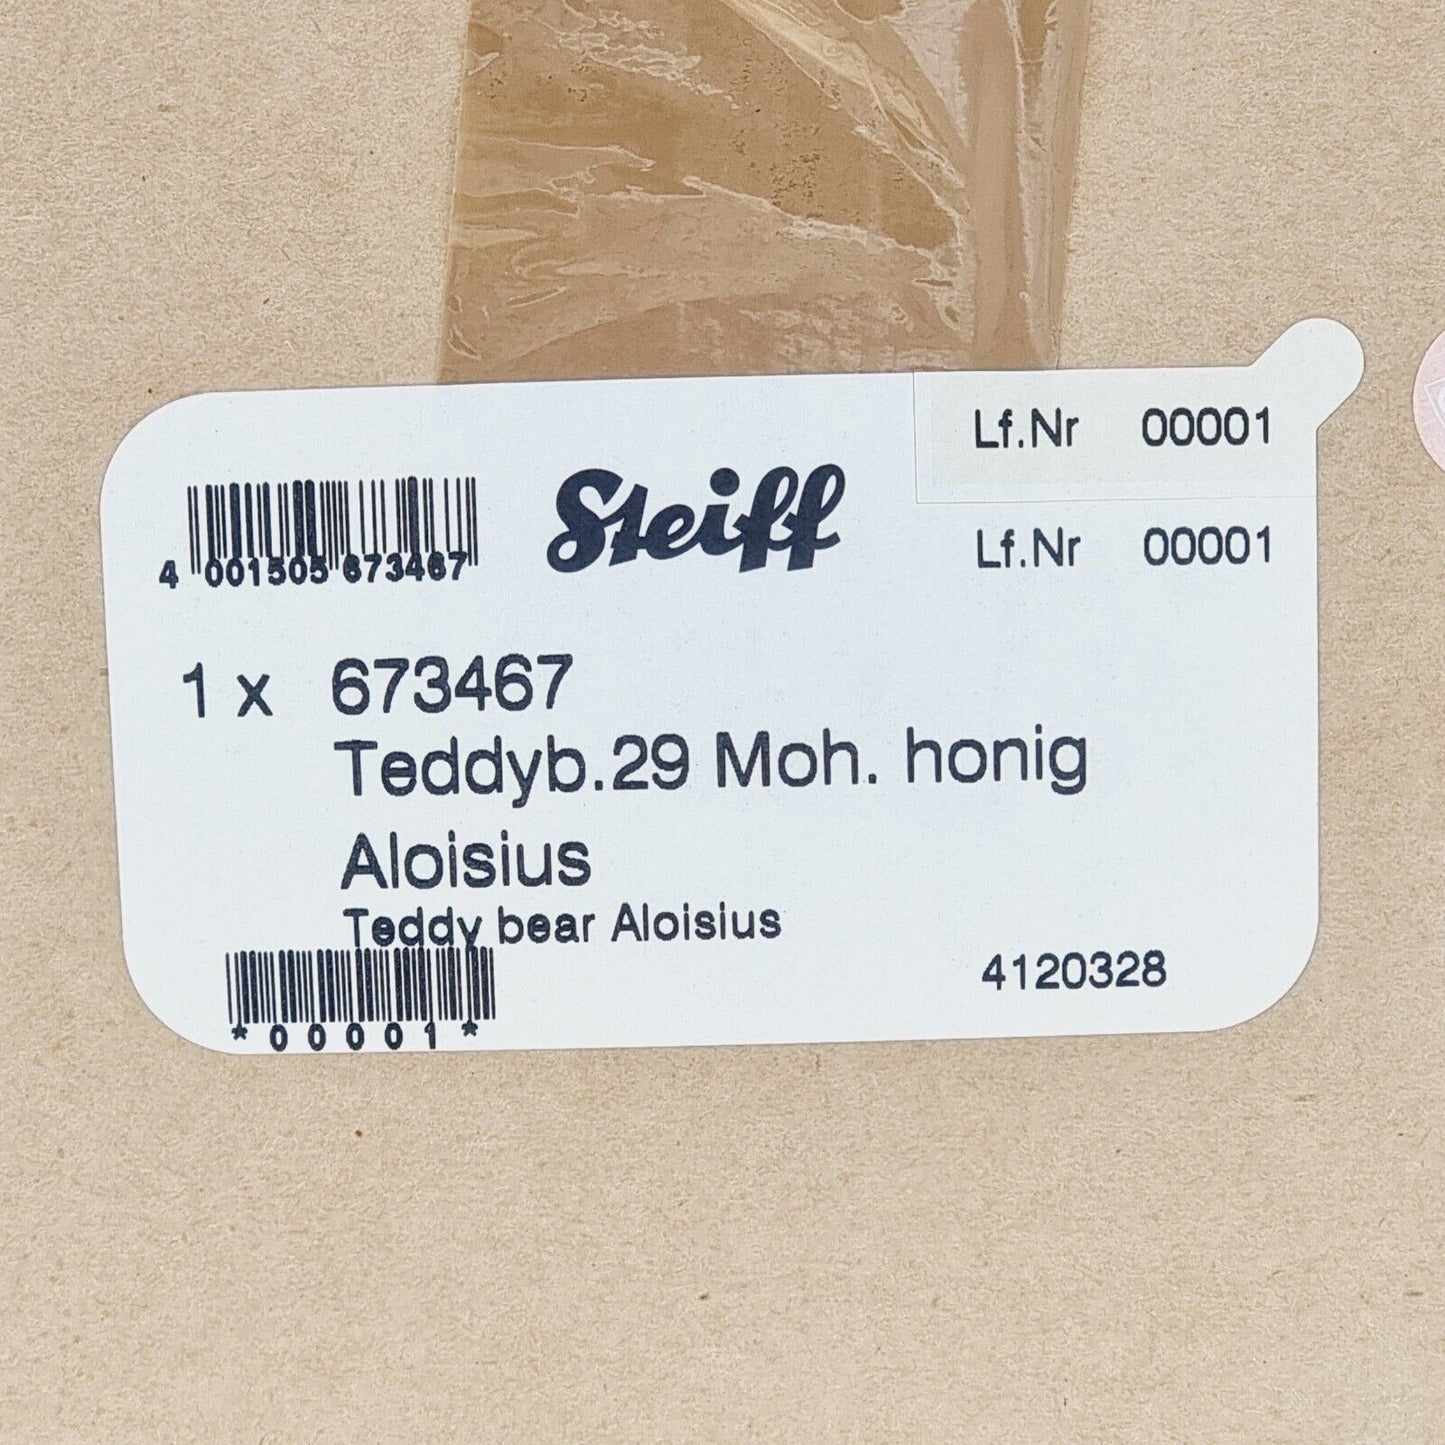 Lf.Nr 00001
Steiff
Lf.Nr 00001
4 001505 673467
1 x 673467
Teddyb.29 Moh. honig
Aloisius
Teddy bear Aloisius
4120328
*00001*